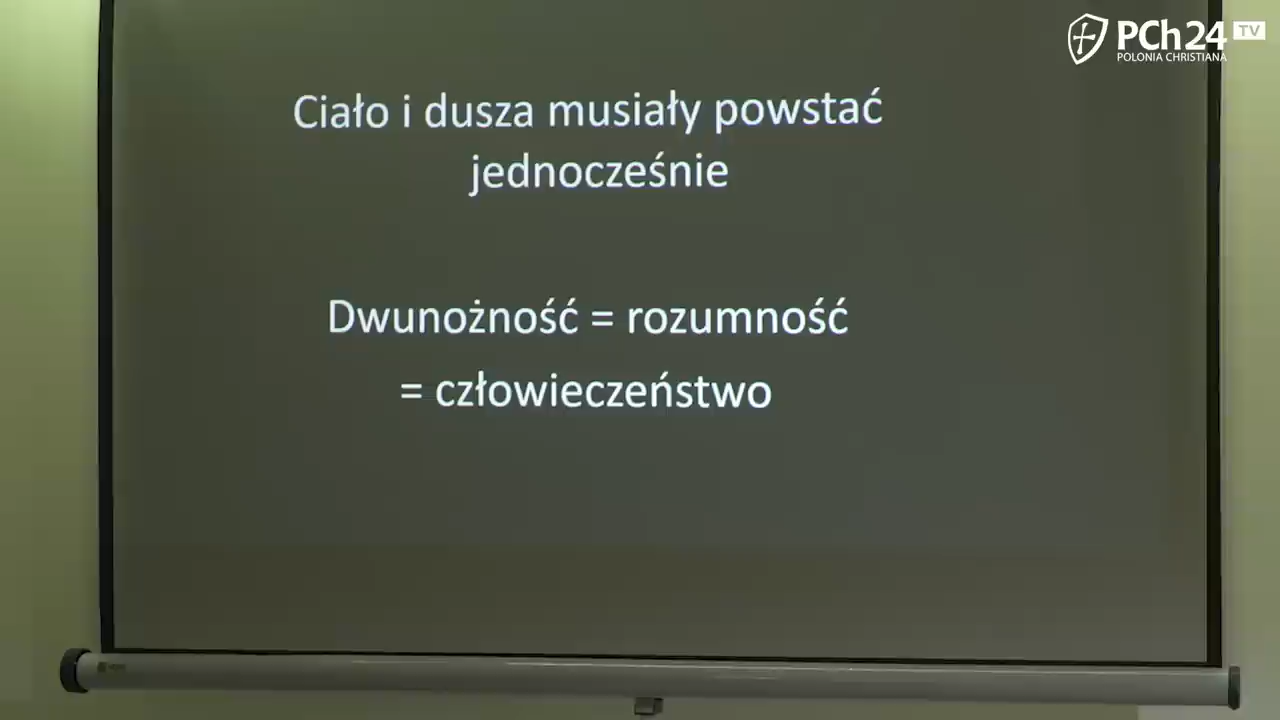 PCh24 TV
POLONIA CHRISTIANA
Ciało i dusza musiały powstać
jednocześnie
Dwunożność = rozumność
= człowieczeństwo